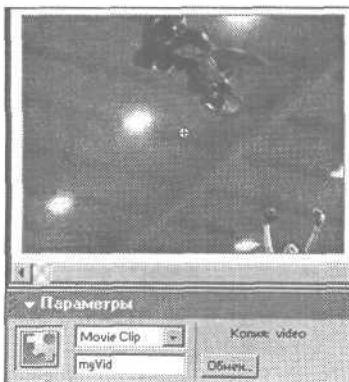 Параметры
Movie Clip
Копия: video
myVid
Обмен...